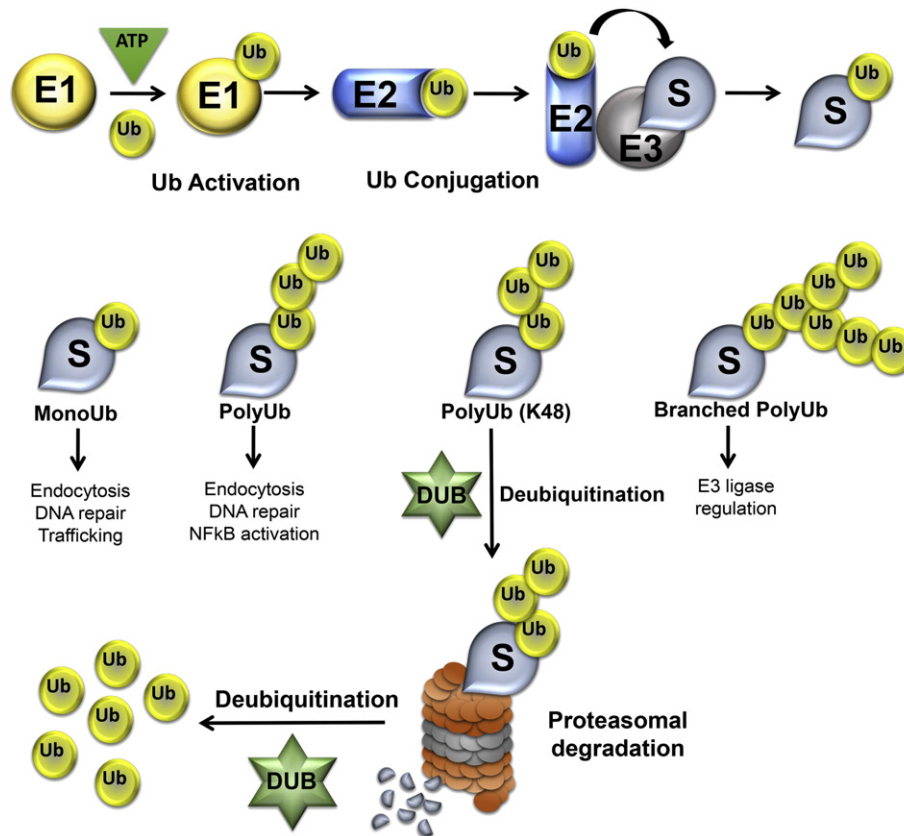 ATP
E1
Ub
E1
Ub
E2
Ub
Ub
E2
E3
S
S
Ub
Ub Activation
Ub Conjugation
S
Ub
MonoUb
Endocytosis
DNA repair
Trafficking
S
Ub
Ub
Ub
PolyUb
Endocytosis
DNA repair
NFkB activation
S
Ub
Ub
Ub
PolyUb (K48)
DUB
Deubiquitination
S
Ub
Ub
Ub
Ub
Ub
Ub
Ub
Ub
Branched PolyUb
E3 ligase
regulation
Ub
Ub
Ub
S
Proteasomal
degradation
Deubiquitination
DUB
Ub
Ub
Ub
Ub
Ub
Ub